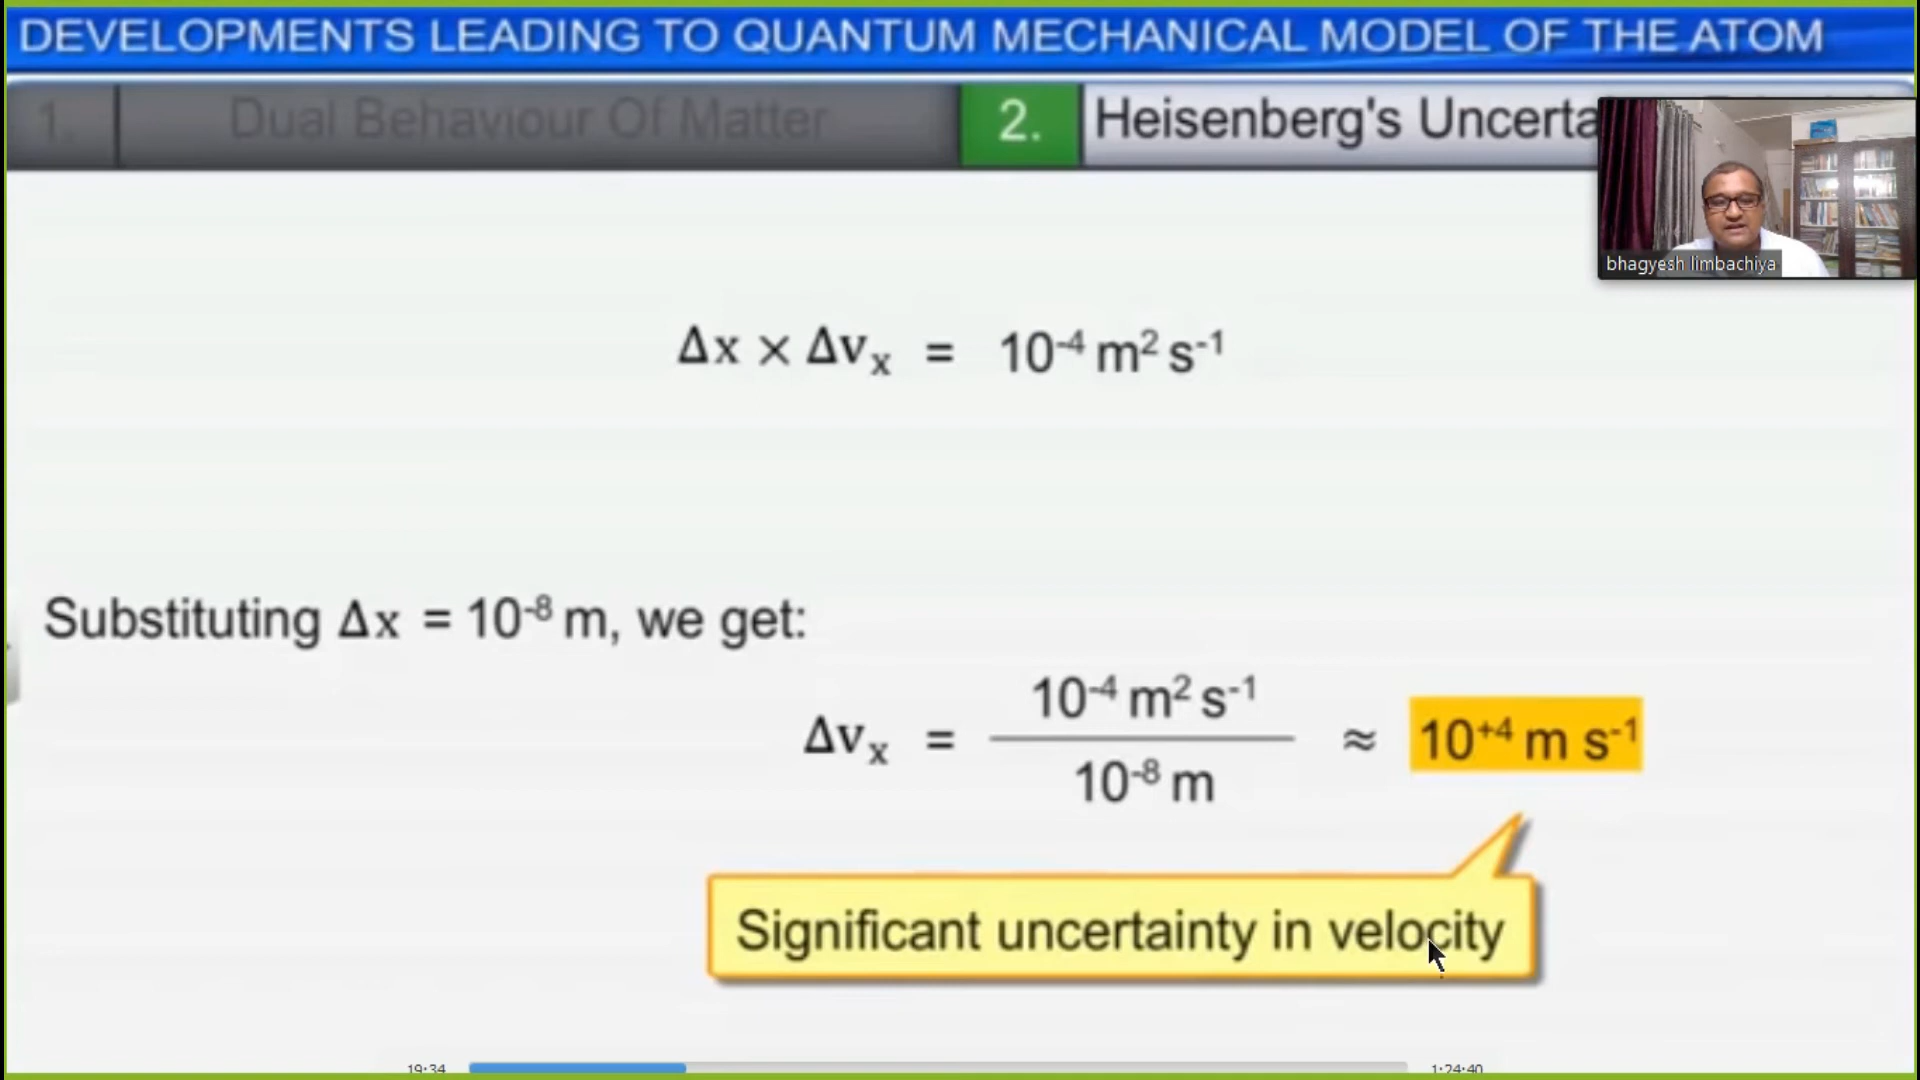 DEVELOPMENTS LEADING TO QUANTUM MECHANICAL MODEL OF THE ATOM
1. Dual Behaviour Of Matter 2. Heisenberg's
bhagyesh limbachiya
Δx × Δvₓ = 10⁻⁴ m² s⁻¹
Substituting Δx = 10⁻⁸ m, we get:
Δvₓ = 10⁻⁴ m² s⁻¹ / 10⁻⁸ m ≈ 10⁺⁴ m s⁻¹
Significant uncertainty in velocity
19:34 1:24:40